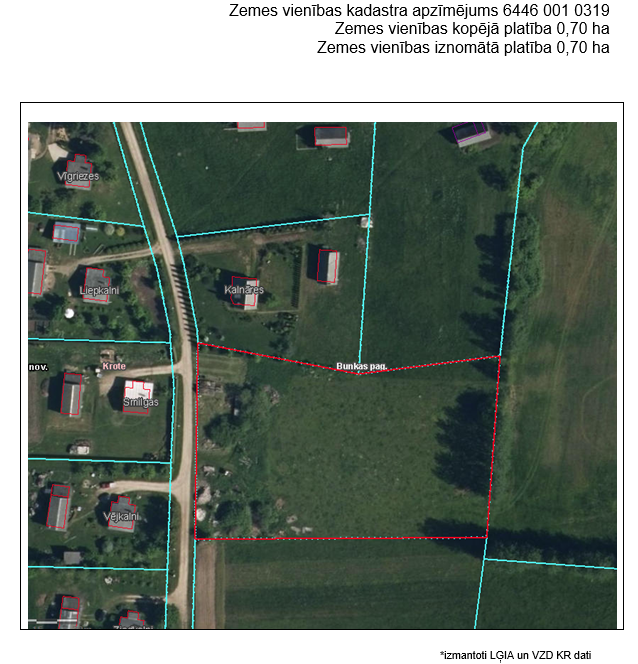 Zemes vienības kadastra apzīmējums 6446 001 0319
Zemes vienības kopējā platība 0,70 ha
Zemes vienības iznomātā platība 0,70 ha
Vīgriezes
Liepkalni
Kalnāres
nov.
Krote
Bunkas pag.
Smilgas
Vējkalni
*izmantoti LĢIA un VZD KR dati